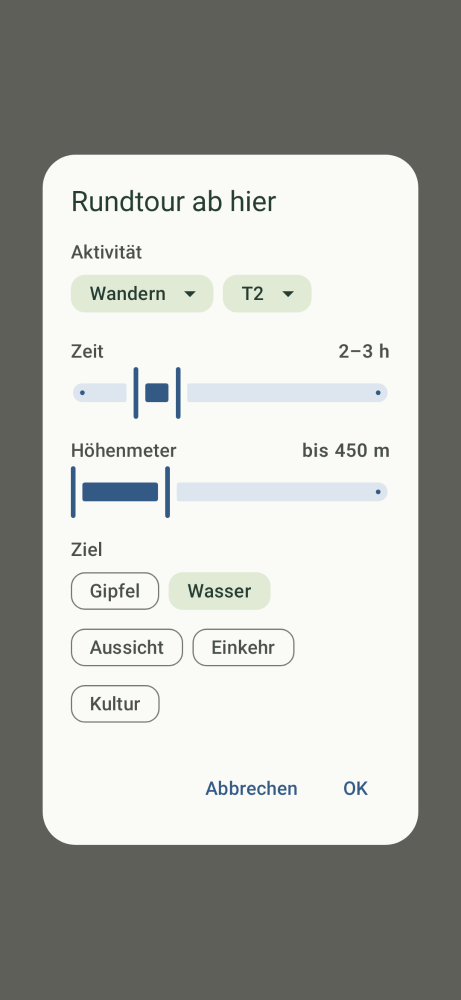 Rundtour ab hier
Aktivität
Wandern T2
Zeit 2–3 h
Höhenmeter bis 450 m
Ziel
Gipfel Wasser
Aussicht Einkehr
Kultur
Abbrechen OK